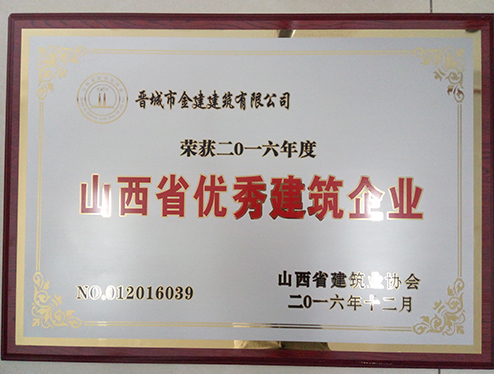 晋城市金建建筑有限公司
荣获二〇一六年度
山西省优秀建筑企业
NO.012016039
山西省建筑业协会
二〇一六年十二月